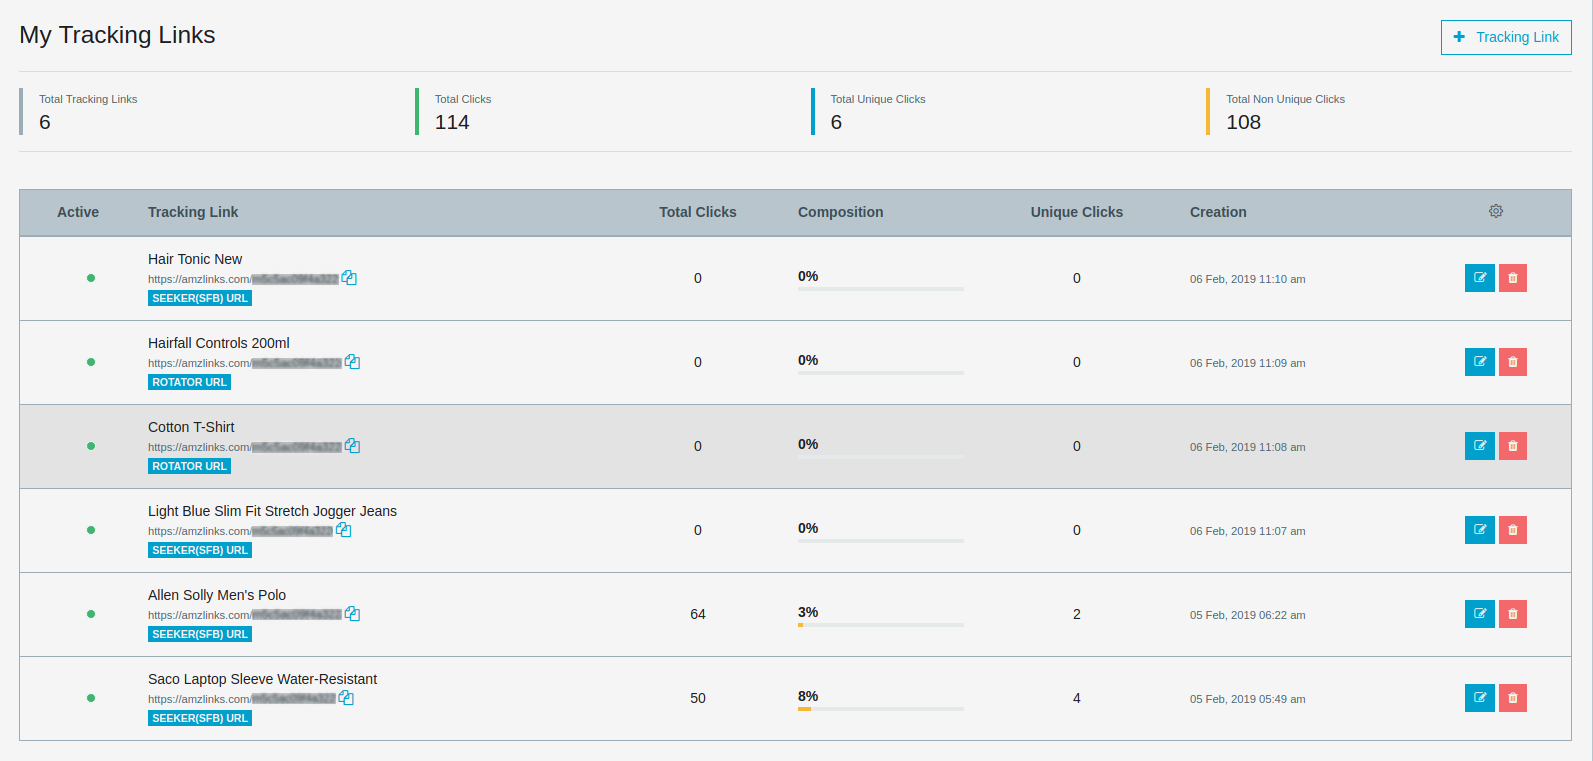 My Tracking Links
Tracking Link
Total Tracking Links
6
Total Clicks
114
Total Unique Clicks
6
Total Non Unique Clicks
108
Active Tracking Link Total Clicks Composition Unique Clicks Creation
Hair Tonic New
https://amzlinks.com/
SEEKER(SFB) URL
0 0% 0 06 Feb, 2019 11:10 am
Hairfall Controls 200ml
https://amzlinks.com/
ROTATOR URL
0 0% 0 06 Feb, 2019 11:09 am
Cotton T-Shirt
https://amzlinks.com/
ROTATOR URL
0 0% 0 06 Feb, 2019 11:08 am
Light Blue Slim Fit Stretch Jogger Jeans
https://amzlinks.com/
SEEKER(SFB) URL
0 0% 0 06 Feb, 2019 11:07 am
Allen Solly Men's Polo
https://amzlinks.com/
SEEKER(SFB) URL
64 3% 2 05 Feb, 2019 06:22 am
Saco Laptop Sleeve Water-Resistant
https://amzlinks.com/
SEEKER(SFB) URL
50 8% 4 05 Feb, 2019 05:49 am